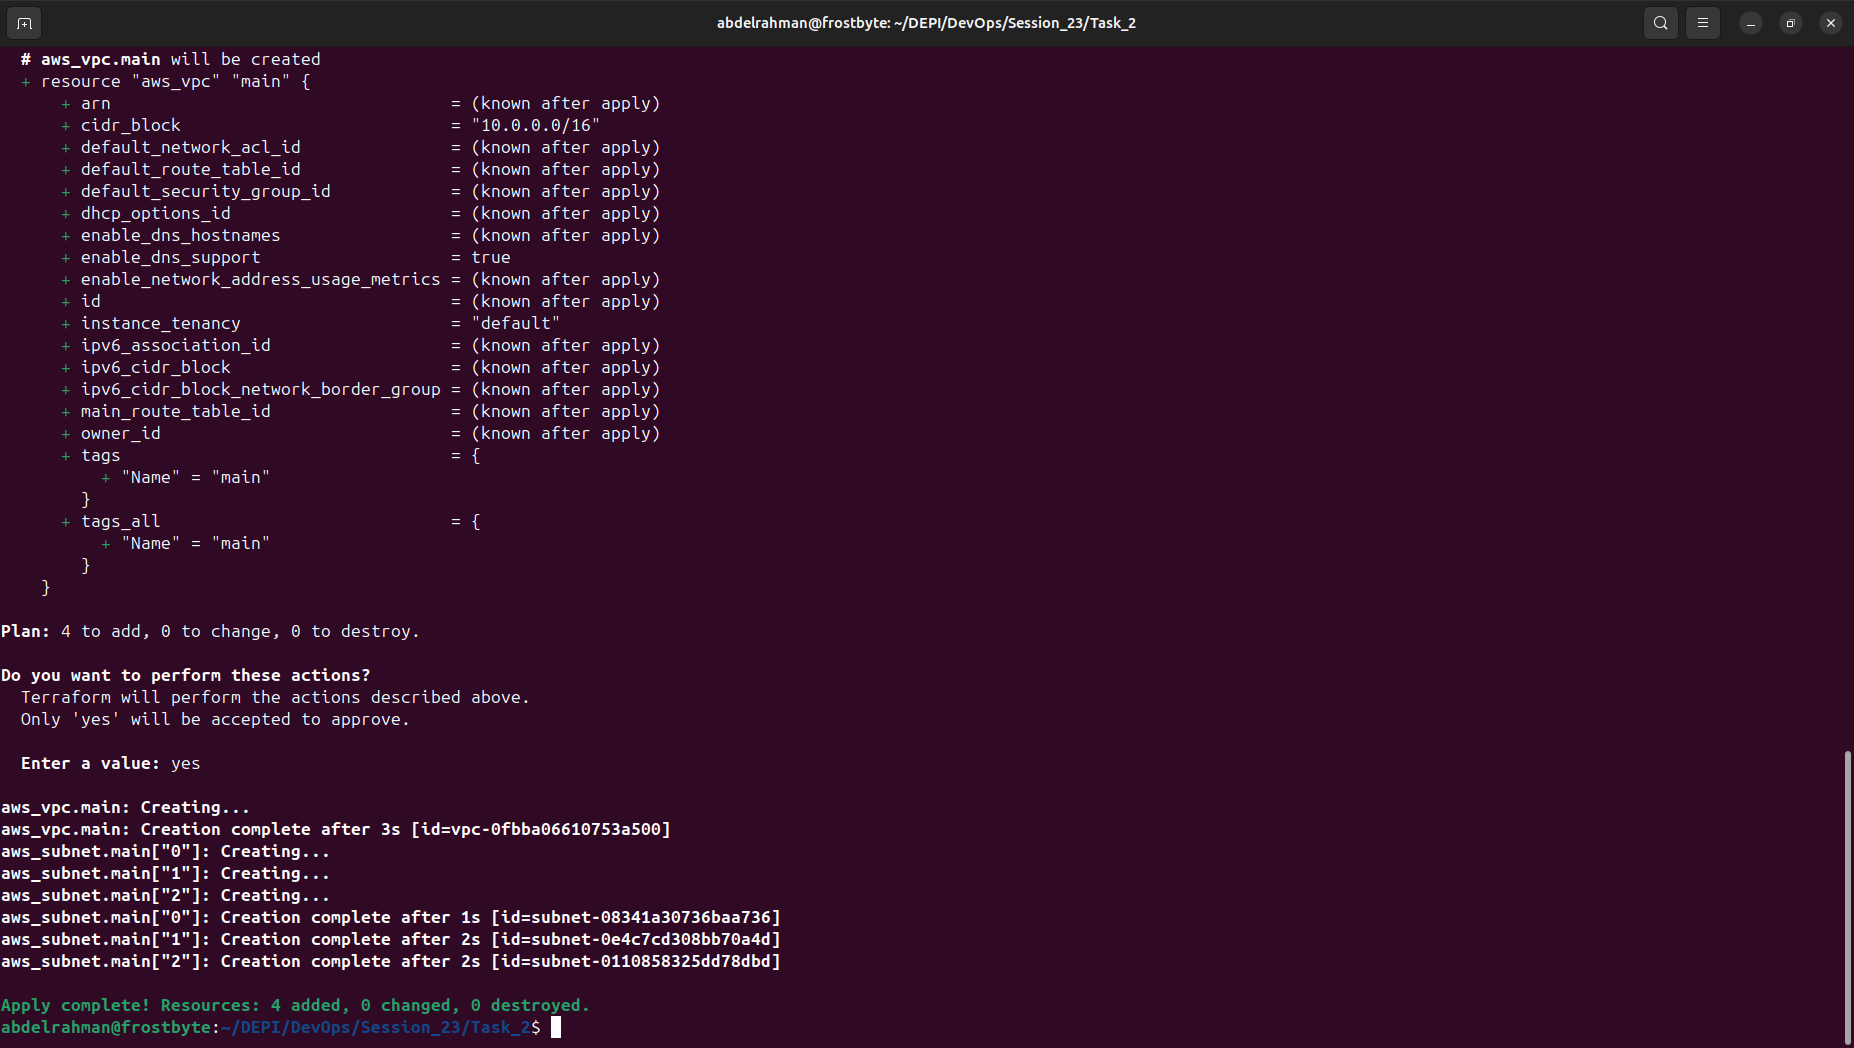 abdelrahman@frostbyte: ~/DEPI/DevOps/Session_23/Task_2
  # aws_vpc.main will be created
  + resource "aws_vpc" "main" {
      + arn                                  = (known after apply)
      + cidr_block                           = "10.0.0.0/16"
      + default_network_acl_id               = (known after apply)
      + default_route_table_id               = (known after apply)
      + default_security_group_id            = (known after apply)
      + dhcp_options_id                      = (known after apply)
      + enable_dns_hostnames                 = (known after apply)
      + enable_dns_support                   = true
      + enable_network_address_usage_metrics = (known after apply)
      + id                                   = (known after apply)
      + instance_tenancy                     = "default"
      + ipv6_association_id                  = (known after apply)
      + ipv6_cidr_block                      = (known after apply)
      + ipv6_cidr_block_network_border_group = (known after apply)
      + main_route_table_id                  = (known after apply)
      + owner_id                             = (known after apply)
      + tags                                 = {
          + "Name" = "main"
        }
      + tags_all                             = {
          + "Name" = "main"
        }
    }
Plan: 4 to add, 0 to change, 0 to destroy.
Do you want to perform these actions?
  Terraform will perform the actions described above.
  Only 'yes' will be accepted to approve.
  Enter a value: yes
aws_vpc.main: Creating...
aws_vpc.main: Creation complete after 3s [id=vpc-0fbba06610753a500]
aws_subnet.main["0"]: Creating...
aws_subnet.main["1"]: Creating...
aws_subnet.main["2"]: Creating...
aws_subnet.main["0"]: Creation complete after 1s [id=subnet-08341a30736baa736]
aws_subnet.main["1"]: Creation complete after 2s [id=subnet-0e4c7cd308bb70a4d]
aws_subnet.main["2"]: Creation complete after 2s [id=subnet-0110858325dd78dbd]
Apply complete! Resources: 4 added, 0 changed, 0 destroyed.
abdelrahman@frostbyte:~/DEPI/DevOps/Session_23/Task_2$